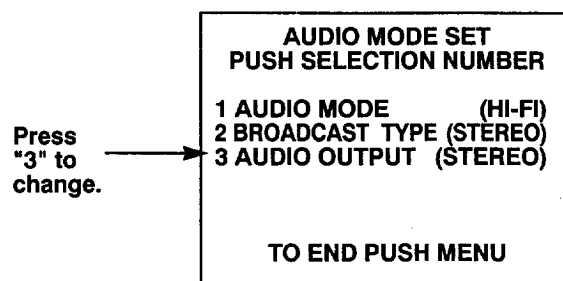 AUDIO MODE SET
PUSH SELECTION NUMBER
1 AUDIO MODE (HI-FI)
2 BROADCAST TYPE (STEREO)
3 AUDIO OUTPUT (STEREO)
TO END PUSH MENU
Press
"3" to
change.